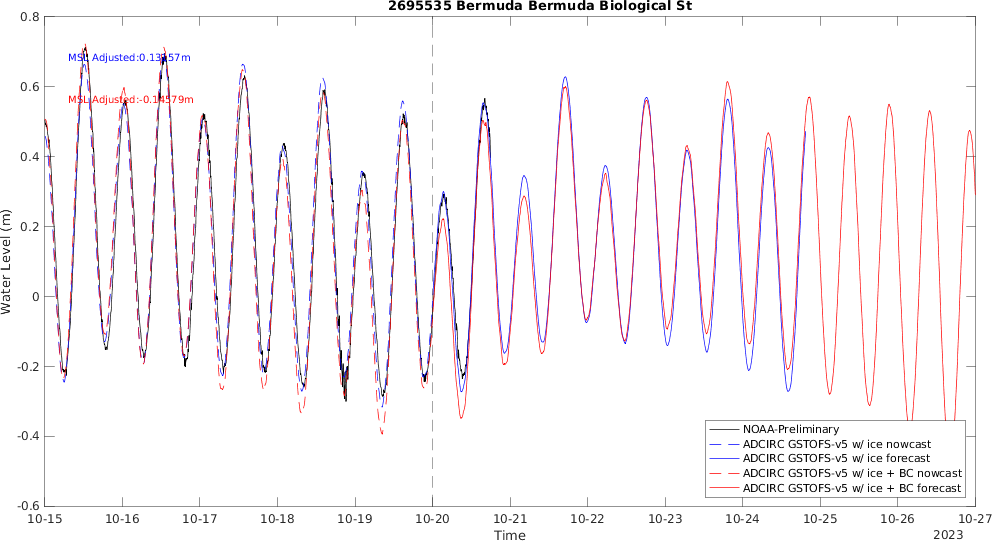 2695535 Bermuda Bermuda Biological St
Water Level (m)
0.8
0.6
0.4
0.2
0
-0.2
-0.4
-0.6
MSL Adjusted:
MSL Adjusted:-0.14579m
NOAA-Preliminary
ADCIRC GSTOFS-v5 w/ ice nowcast
ADCIRC GSTOFS-v5 w/ ice forecast
ADCIRC GSTOFS-v5 w/ ice + BC nowcast
ADCIRC GSTOFS-v5 w/ ice + BC forecast
10-15 10-16 10-17 10-18 10-19 10-20 10-21 10-22 10-23 10-24 10-25 10-26 10-27
Time
2023